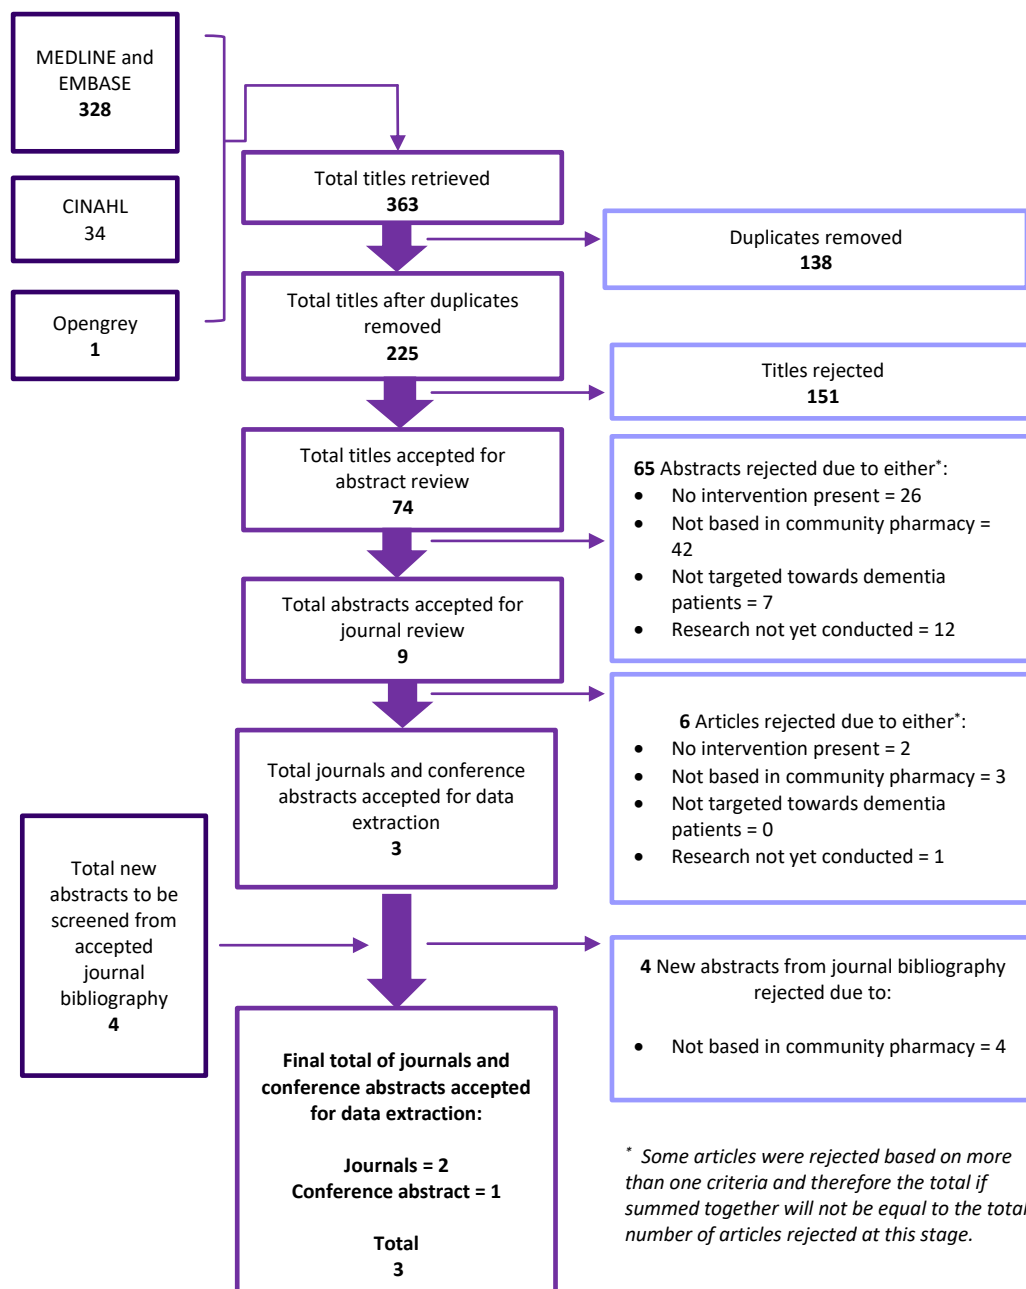 MEDLINE and
EMBASE
328
CINAHL
34
Opengrey
1
Total titles retrieved
363
Duplicates removed
138
Total titles after duplicates
removed
225
Titles rejected
151
Total titles accepted for
abstract review
74
65 Abstracts rejected due to either*:
• No intervention present = 26
• Not based in community pharmacy =
42
• Not targeted towards dementia
patients = 7
• Research not yet conducted = 12
Total abstracts accepted for
journal review
9
6 Articles rejected due to either*:
• No intervention present = 2
• Not based in community pharmacy = 3
• Not targeted towards dementia
patients = 0
• Research not yet conducted = 1
Total journals and conference
abstracts accepted for data
extraction
3
Total new
abstracts to be
screened from
accepted
journal
bibliography
4
4 New abstracts from journal bibliography
rejected due to:
• Not based in community pharmacy = 4
Final total of journals and
conference abstracts accepted
for data extraction:
Journals = 2
Conference abstract = 1
Total
3
* Some articles were rejected based on more
than one criteria and therefore the total if
summed together will not be equal to the total
number of articles rejected at this stage.